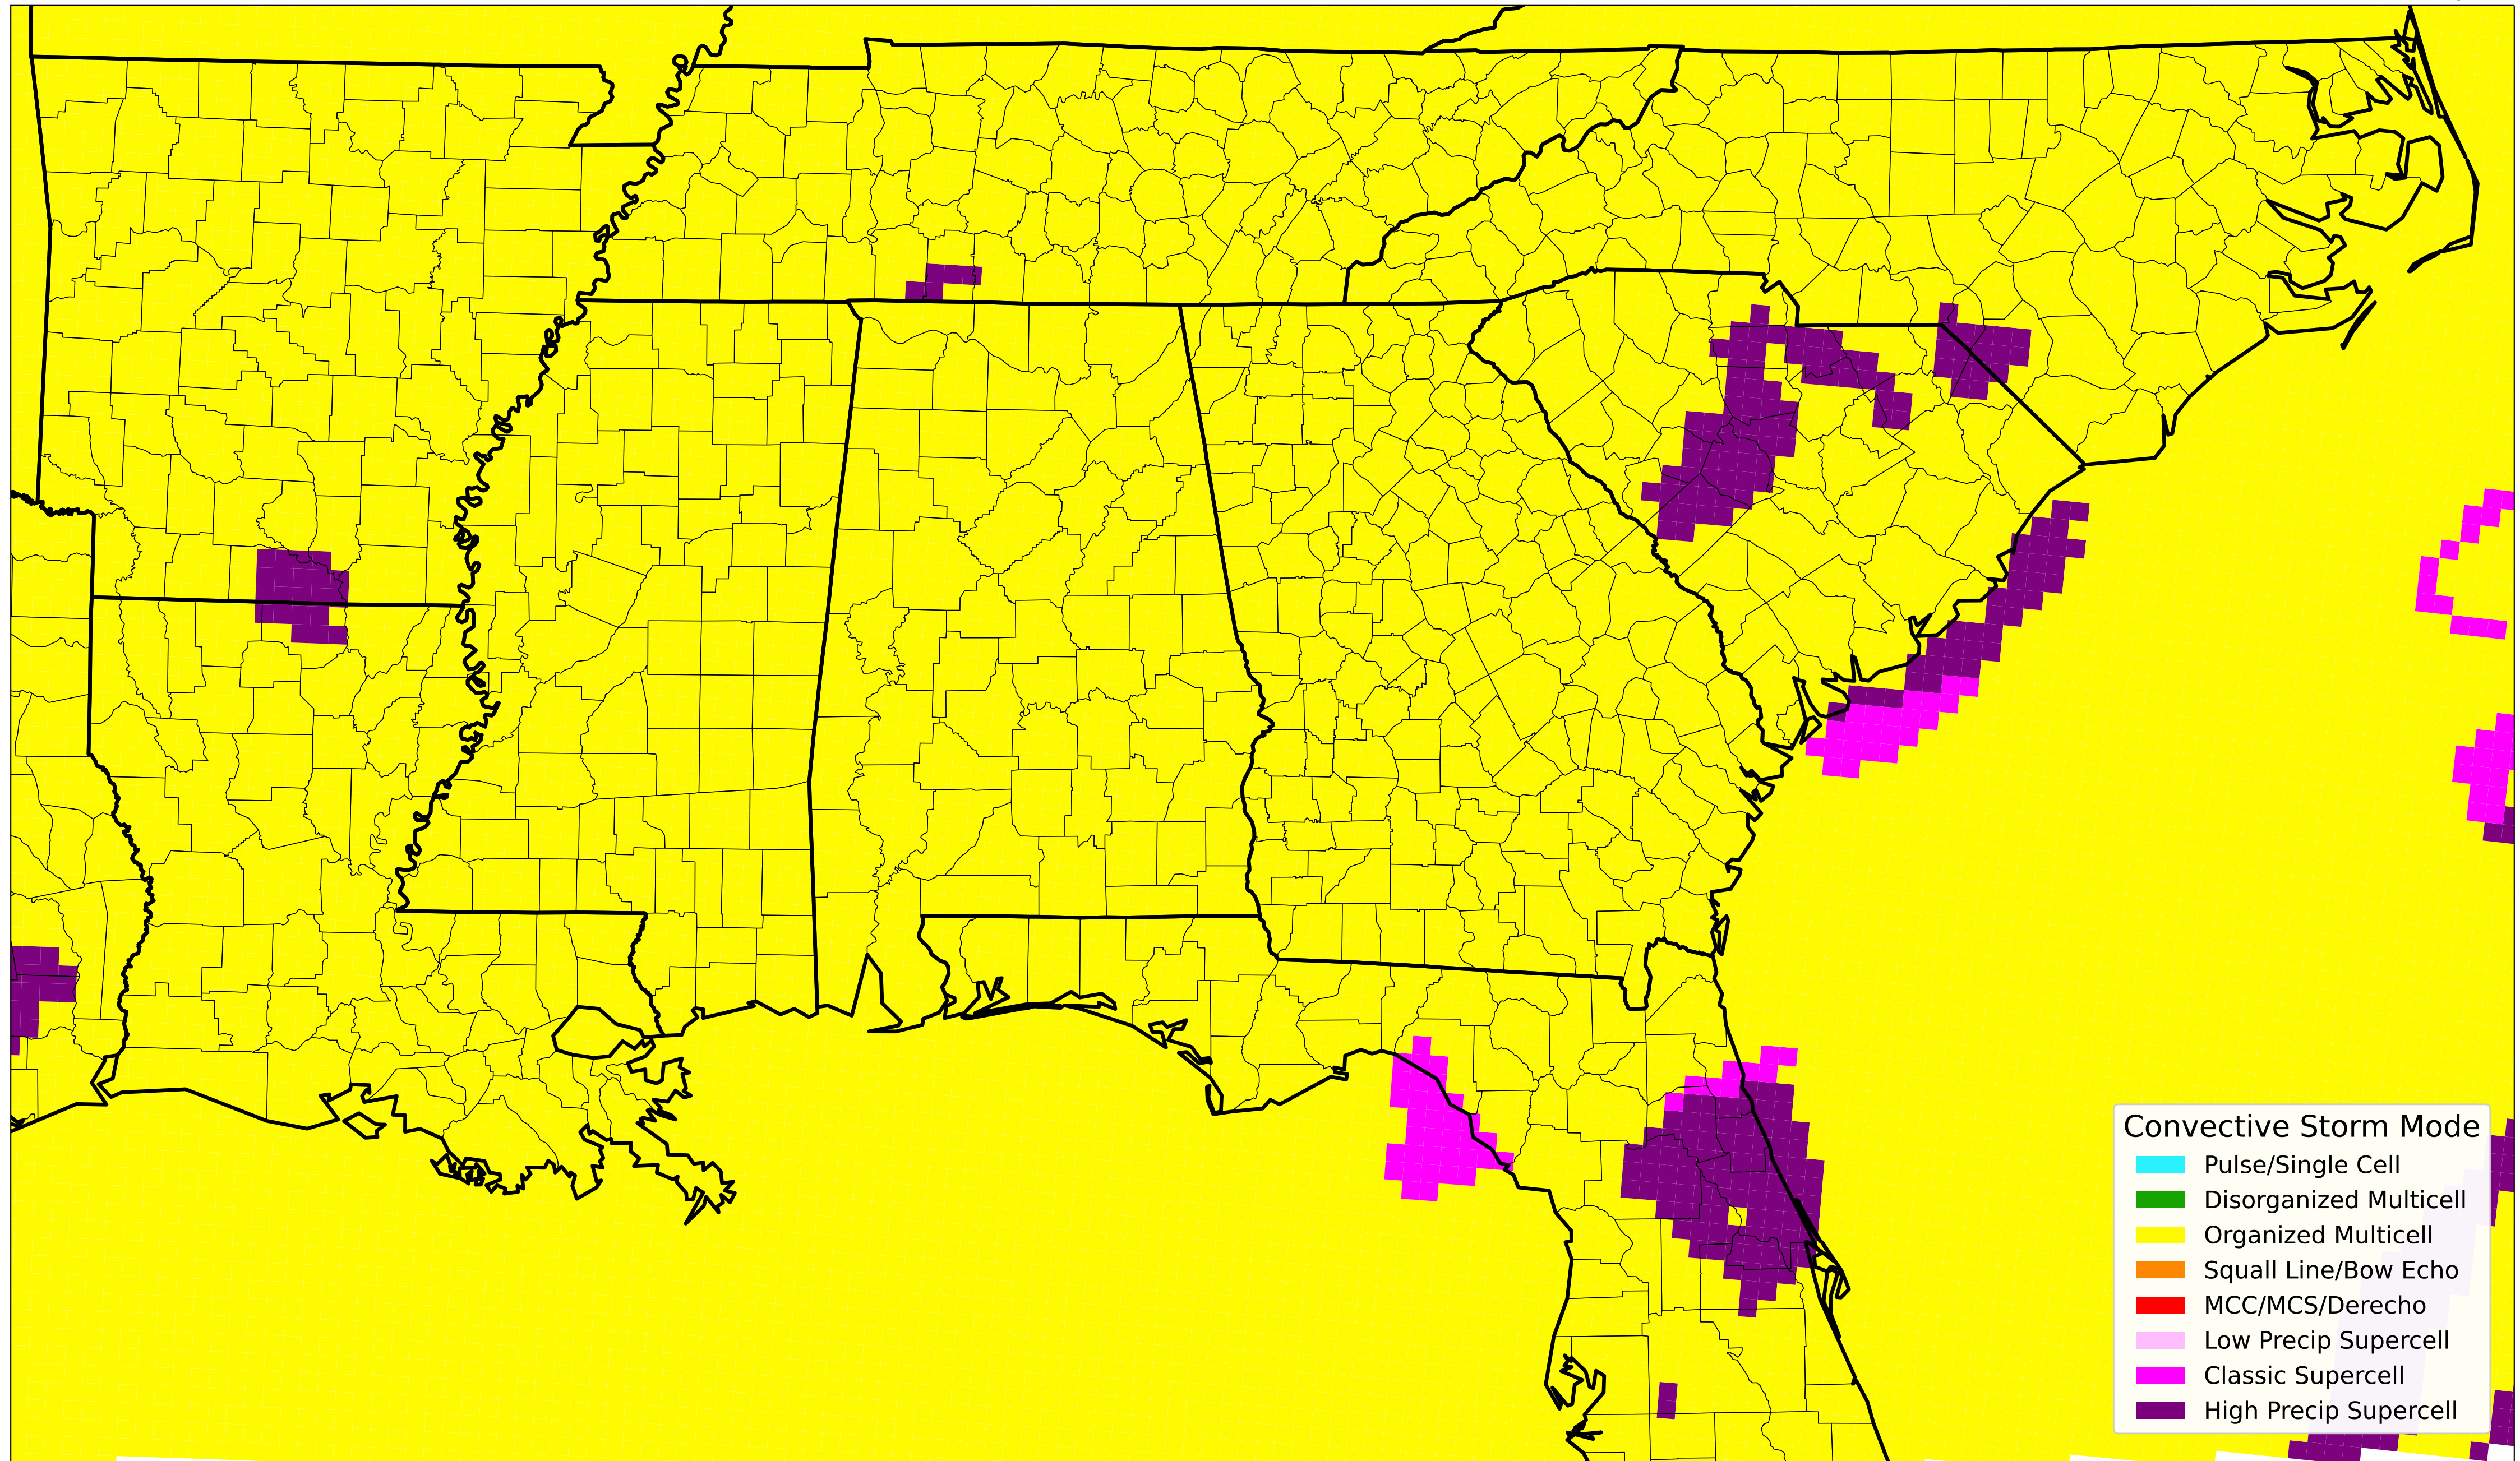 Convective Storm Mode
Pulse/Single Cell
Disorganized Multicell
Organized Multicell
Squall Line/Bow Echo
MCC/MCS/Derecho
Low Precip Supercell
Classic Supercell
High Precip Supercell